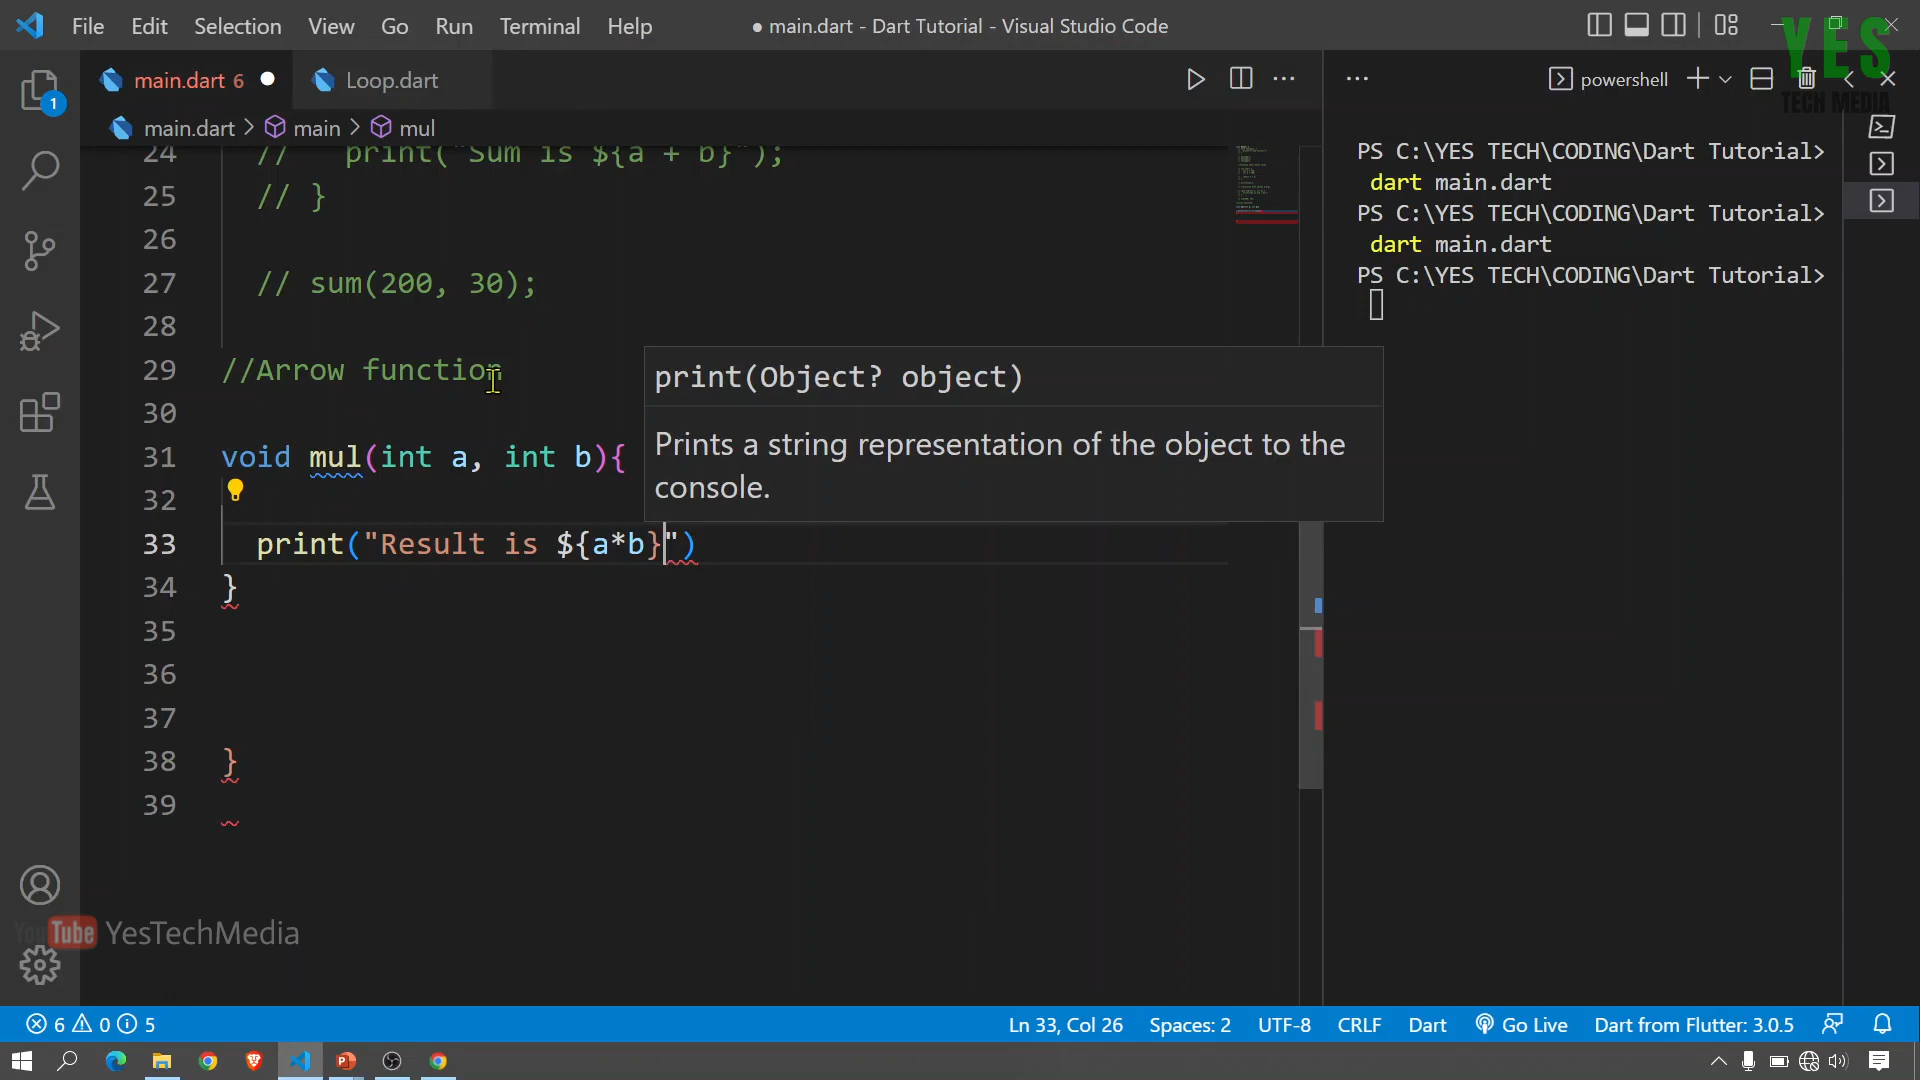 File Edit Selection View Go Run Terminal Help
● main.dart - Dart Tutorial - Visual Studio Code
YES
TECH MEDIA
main.dart 6 ● Loop.dart
powershell
1
main.dart > main > mul
24 //   print("Sum is ${a + b}");
25 // }
26
27 // sum(200, 30);
28
29 //Arrow function
30
31 void mul(int a, int b){
32
33 print("Result is ${a*b}")
34 }
35
36
37
38 }
39
print(Object? object)
Prints a string representation of the object to the
console.
PS C:\YES TECH\CODING\Dart Tutorial>
dart main.dart
PS C:\YES TECH\CODING\Dart Tutorial>
dart main.dart
PS C:\YES TECH\CODING\Dart Tutorial>
YouTube YesTechMedia
6 0 5
Ln 33, Col 26 Spaces: 2 UTF-8 CRLF Dart Go Live Dart from Flutter: 3.0.5